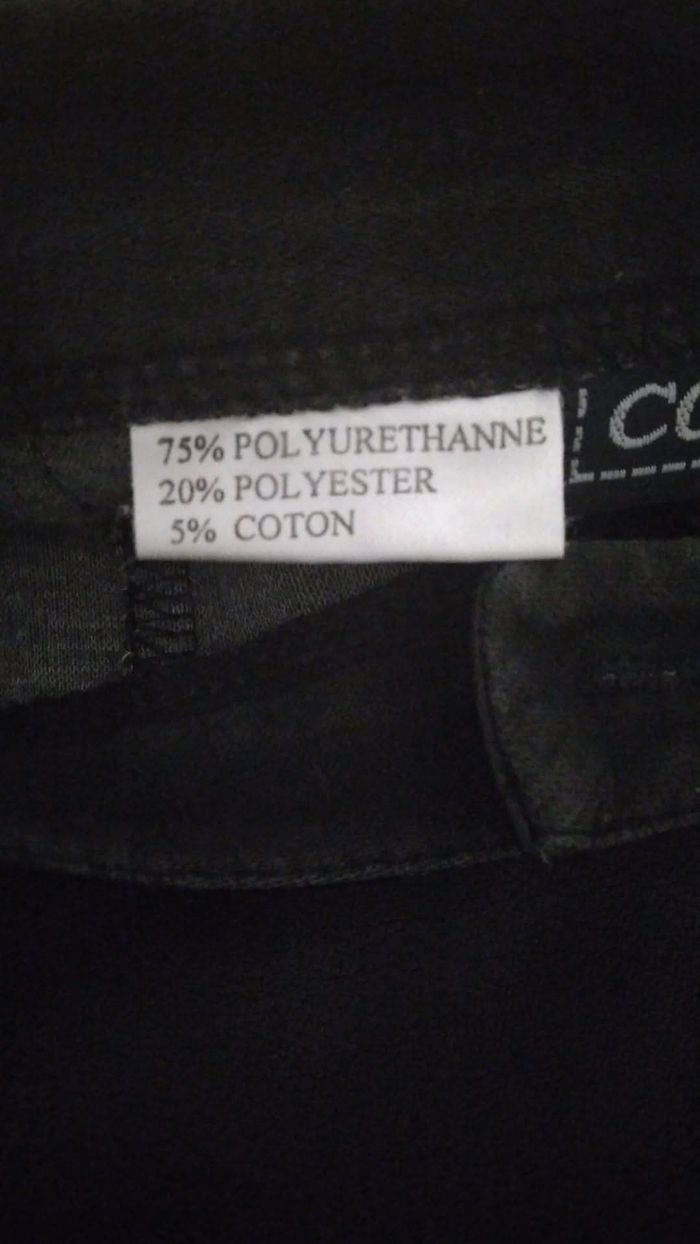 75% POLYURETHANNE
20% POLYESTER
5% COTON